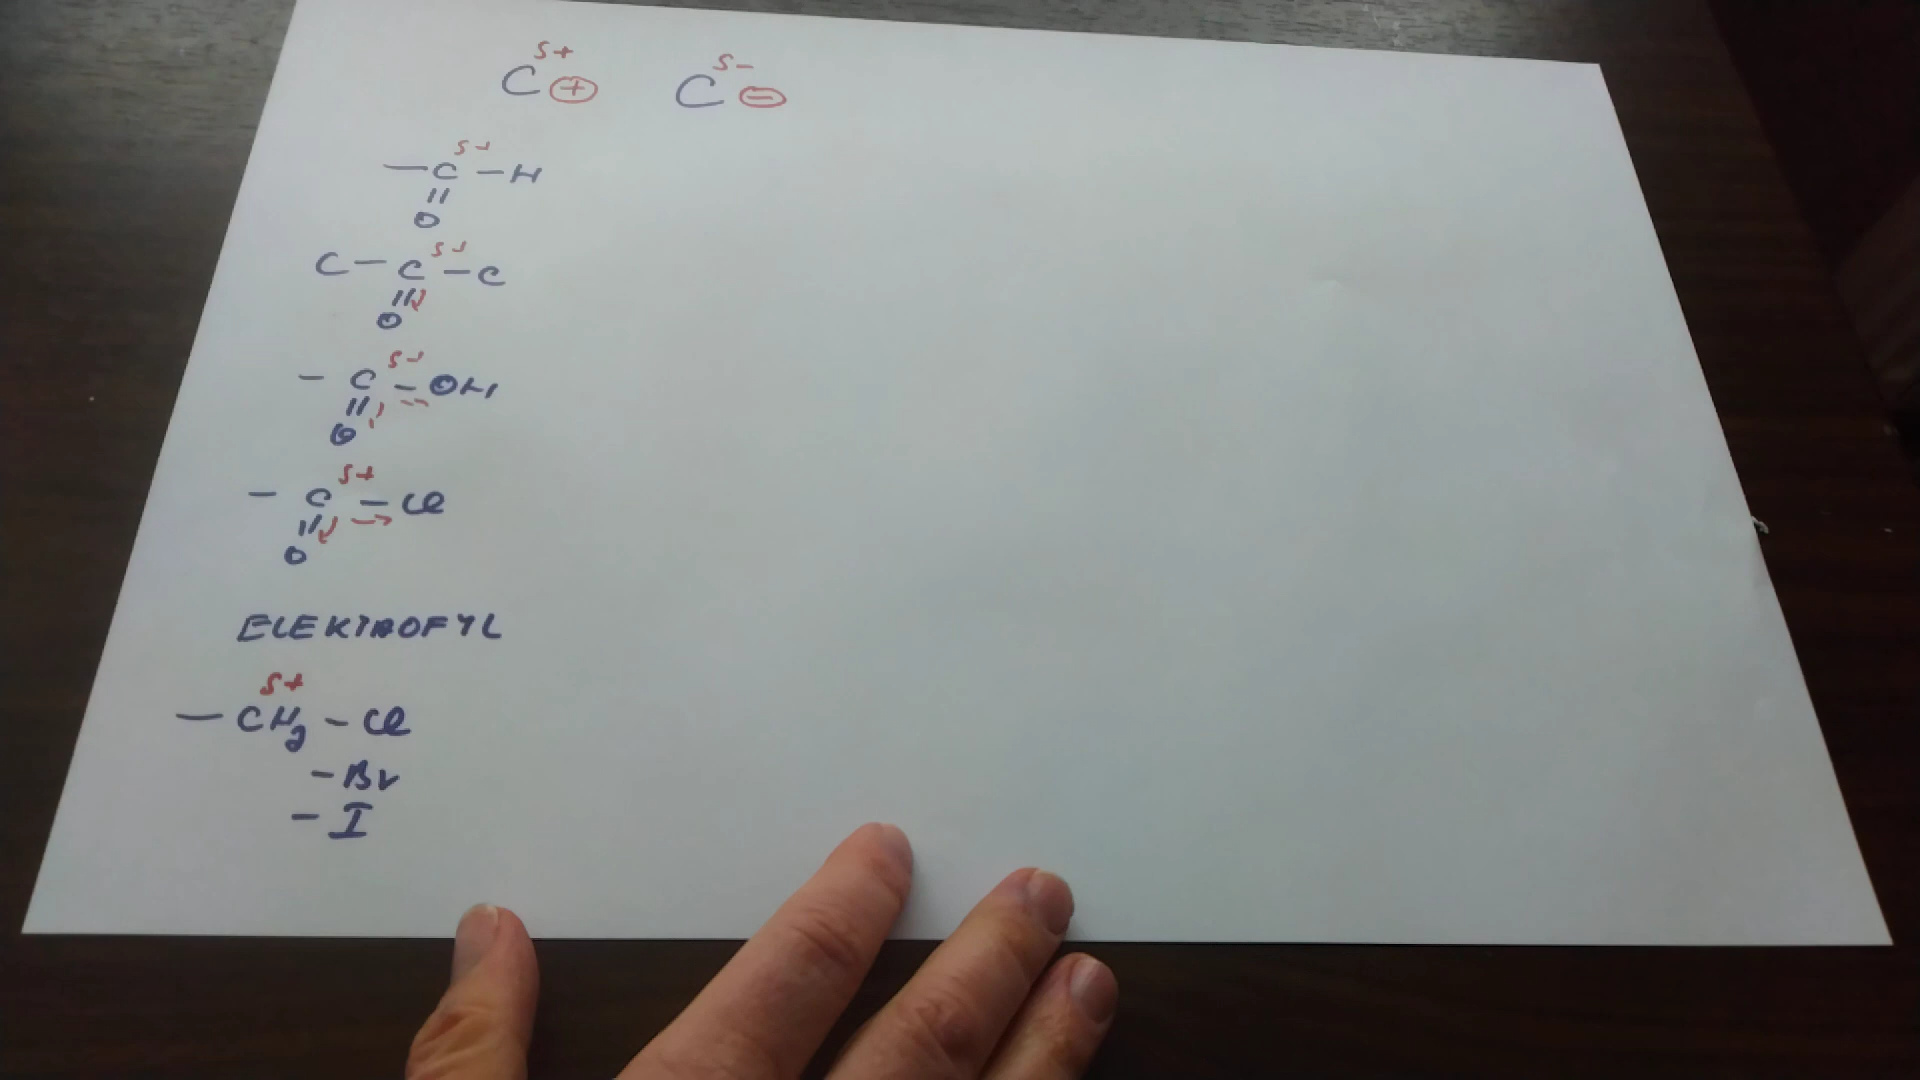 δ+ δ-
C ⊕ C ⊖
δ+
— C — H
||
O
δ+
C — C — C
||
O
δ+
- C - OH
||
O
δ+
- C - Cl
||
O
ELEKTROFYL
δ+
— CH2 - Cl
- Br
- I